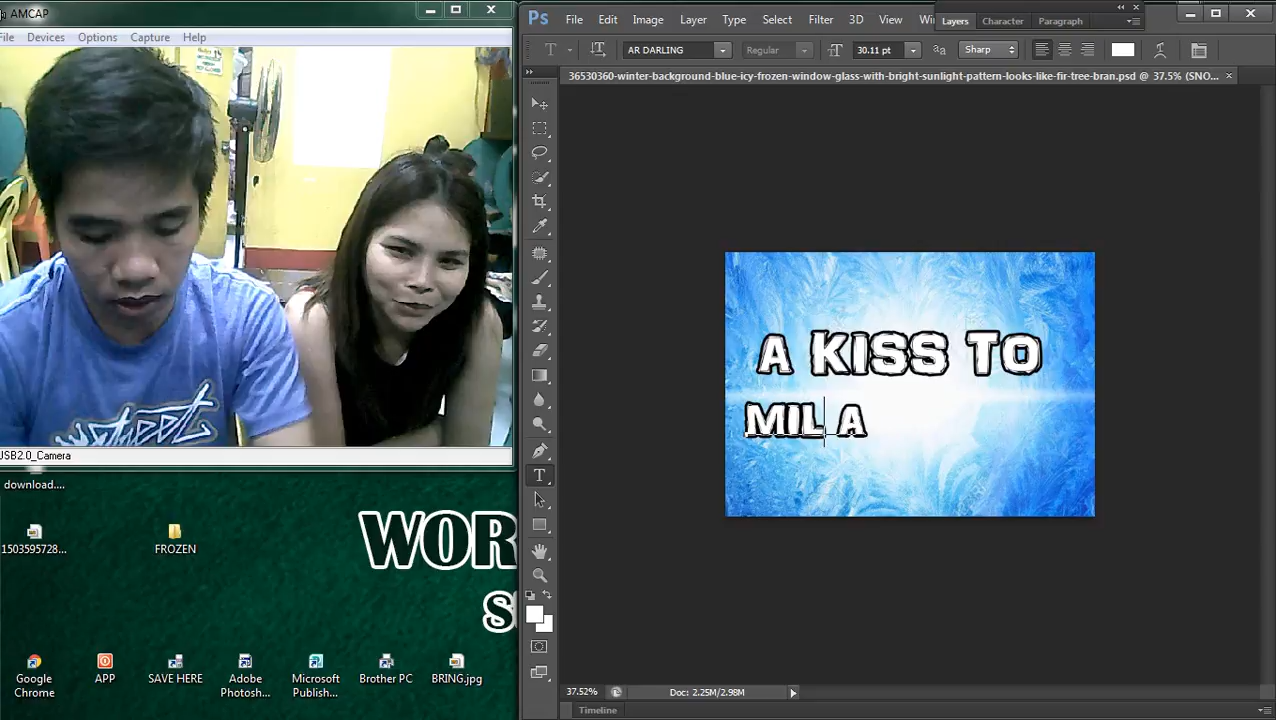 AMCAP
File Devices Options Capture Help
USB2.0_Camera
download....
1503595728...
FROZEN
WOR
S
Google Chrome
APP
SAVE HERE
Adobe Photosh...
Microsoft Publish...
Brother PC
BRING.jpg
Ps File Edit Image Layer Type Select Filter 3D View Wi
Layers Character Paragraph
T AR DARLING Regular 30.11 pt aa Sharp
36530360-winter-background-blue-icy-frozen-window-glass-with-bright-sunlight-pattern-looks-like-fir-tree-bran.psd @ 37.5% (SNO...
A KISS TO
MIL A
37.52% Doc: 2.25M/2.98M
Timeline